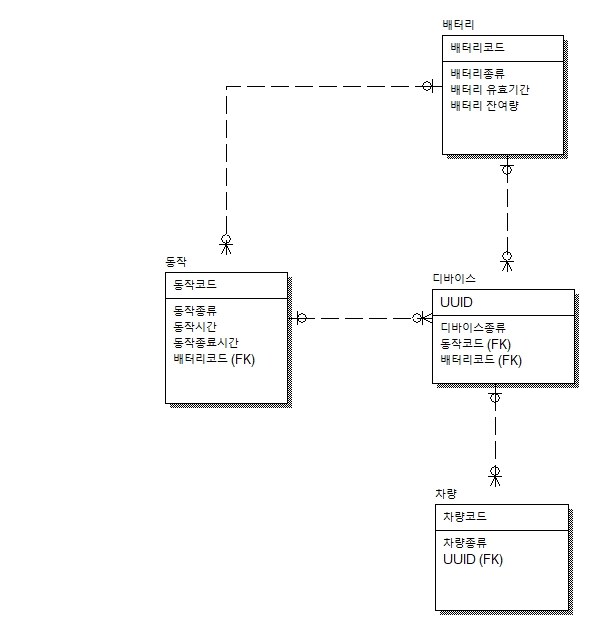 배터리
배터리코드
배터리종류
배터리 유효기간
배터리 잔여량
동작
동작코드
동작종류
동작시간
동작종료시간
배터리코드 (FK)
디바이스
UUID
디바이스종류
동작코드 (FK)
배터리코드 (FK)
차량
차량코드
차량종류
UUID (FK)